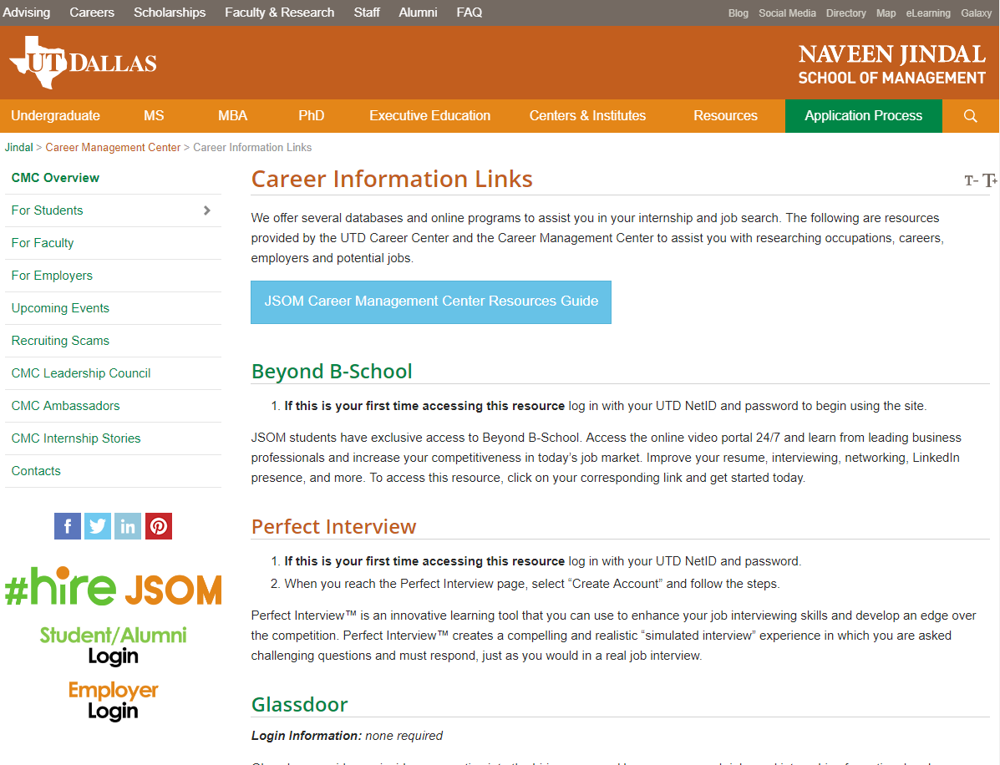 Advising Careers Scholarships Faculty & Research Staff Alumni FAQ Blog Social Media Directory Map eLearning Galaxy
UT DALLAS
NAVEEN JINDAL
SCHOOL OF MANAGEMENT
Undergraduate MS MBA PhD Executive Education Centers & Institutes Resources Application Process
Jindal > Career Management Center > Career Information Links
CMC Overview
For Students
For Faculty
For Employers
Upcoming Events
Recruiting Scams
CMC Leadership Council
CMC Ambassadors
CMC Internship Stories
Contacts
#hire JSOM
Student/Alumni
Login
Employer
Login
Career Information Links
T- T+
We offer several databases and online programs to assist you in your internship and job search. The following are resources
provided by the UTD Career Center and the Career Management Center to assist you with researching occupations, careers,
employers and potential jobs.
JSOM Career Management Center Resources Guide
Beyond B-School
1. If this is your first time accessing this resource log in with your UTD NetID and password to begin using the site.
JSOM students have exclusive access to Beyond B-School. Access the online video portal 24/7 and learn from leading business
professionals and increase your competitiveness in today’s job market. Improve your resume, interviewing, networking, LinkedIn
presence, and more. To access this resource, click on your corresponding link and get started today.
Perfect Interview
1. If this is your first time accessing this resource log in with your UTD NetID and password.
2. When you reach the Perfect Interview page, select “Create Account” and follow the steps.
Perfect Interview™ is an innovative learning tool that you can use to enhance your job interviewing skills and develop an edge over
the competition. Perfect Interview™ creates a compelling and realistic “simulated interview” experience in which you are asked
challenging questions and must respond, just as you would in a real job interview.
Glassdoor
Login Information: none required